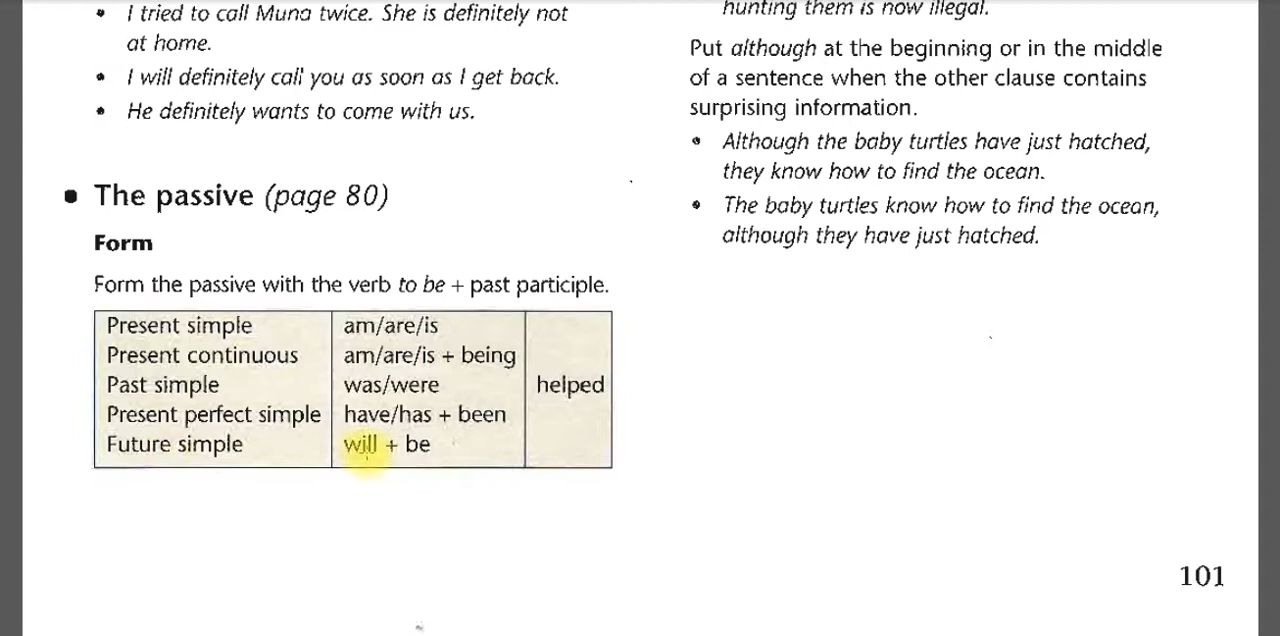 • I tried to call Muna twice. She is definitely not
at home.
• I will definitely call you as soon as I get back.
• He definitely wants to come with us.
• The passive (page 80)
Form
Form the passive with the verb to be + past participle.
Present simple am/are/is
Present continuous am/are/is + being
Past simple was/were helped
Present perfect simple have/has + been
Future simple will + be
hunting them is now illegal.
Put although at the beginning or in the middle
of a sentence when the other clause contains
surprising information.
• Although the baby turtles have just hatched,
they know how to find the ocean.
• The baby turtles know how to find the ocean,
although they have just hatched.
101